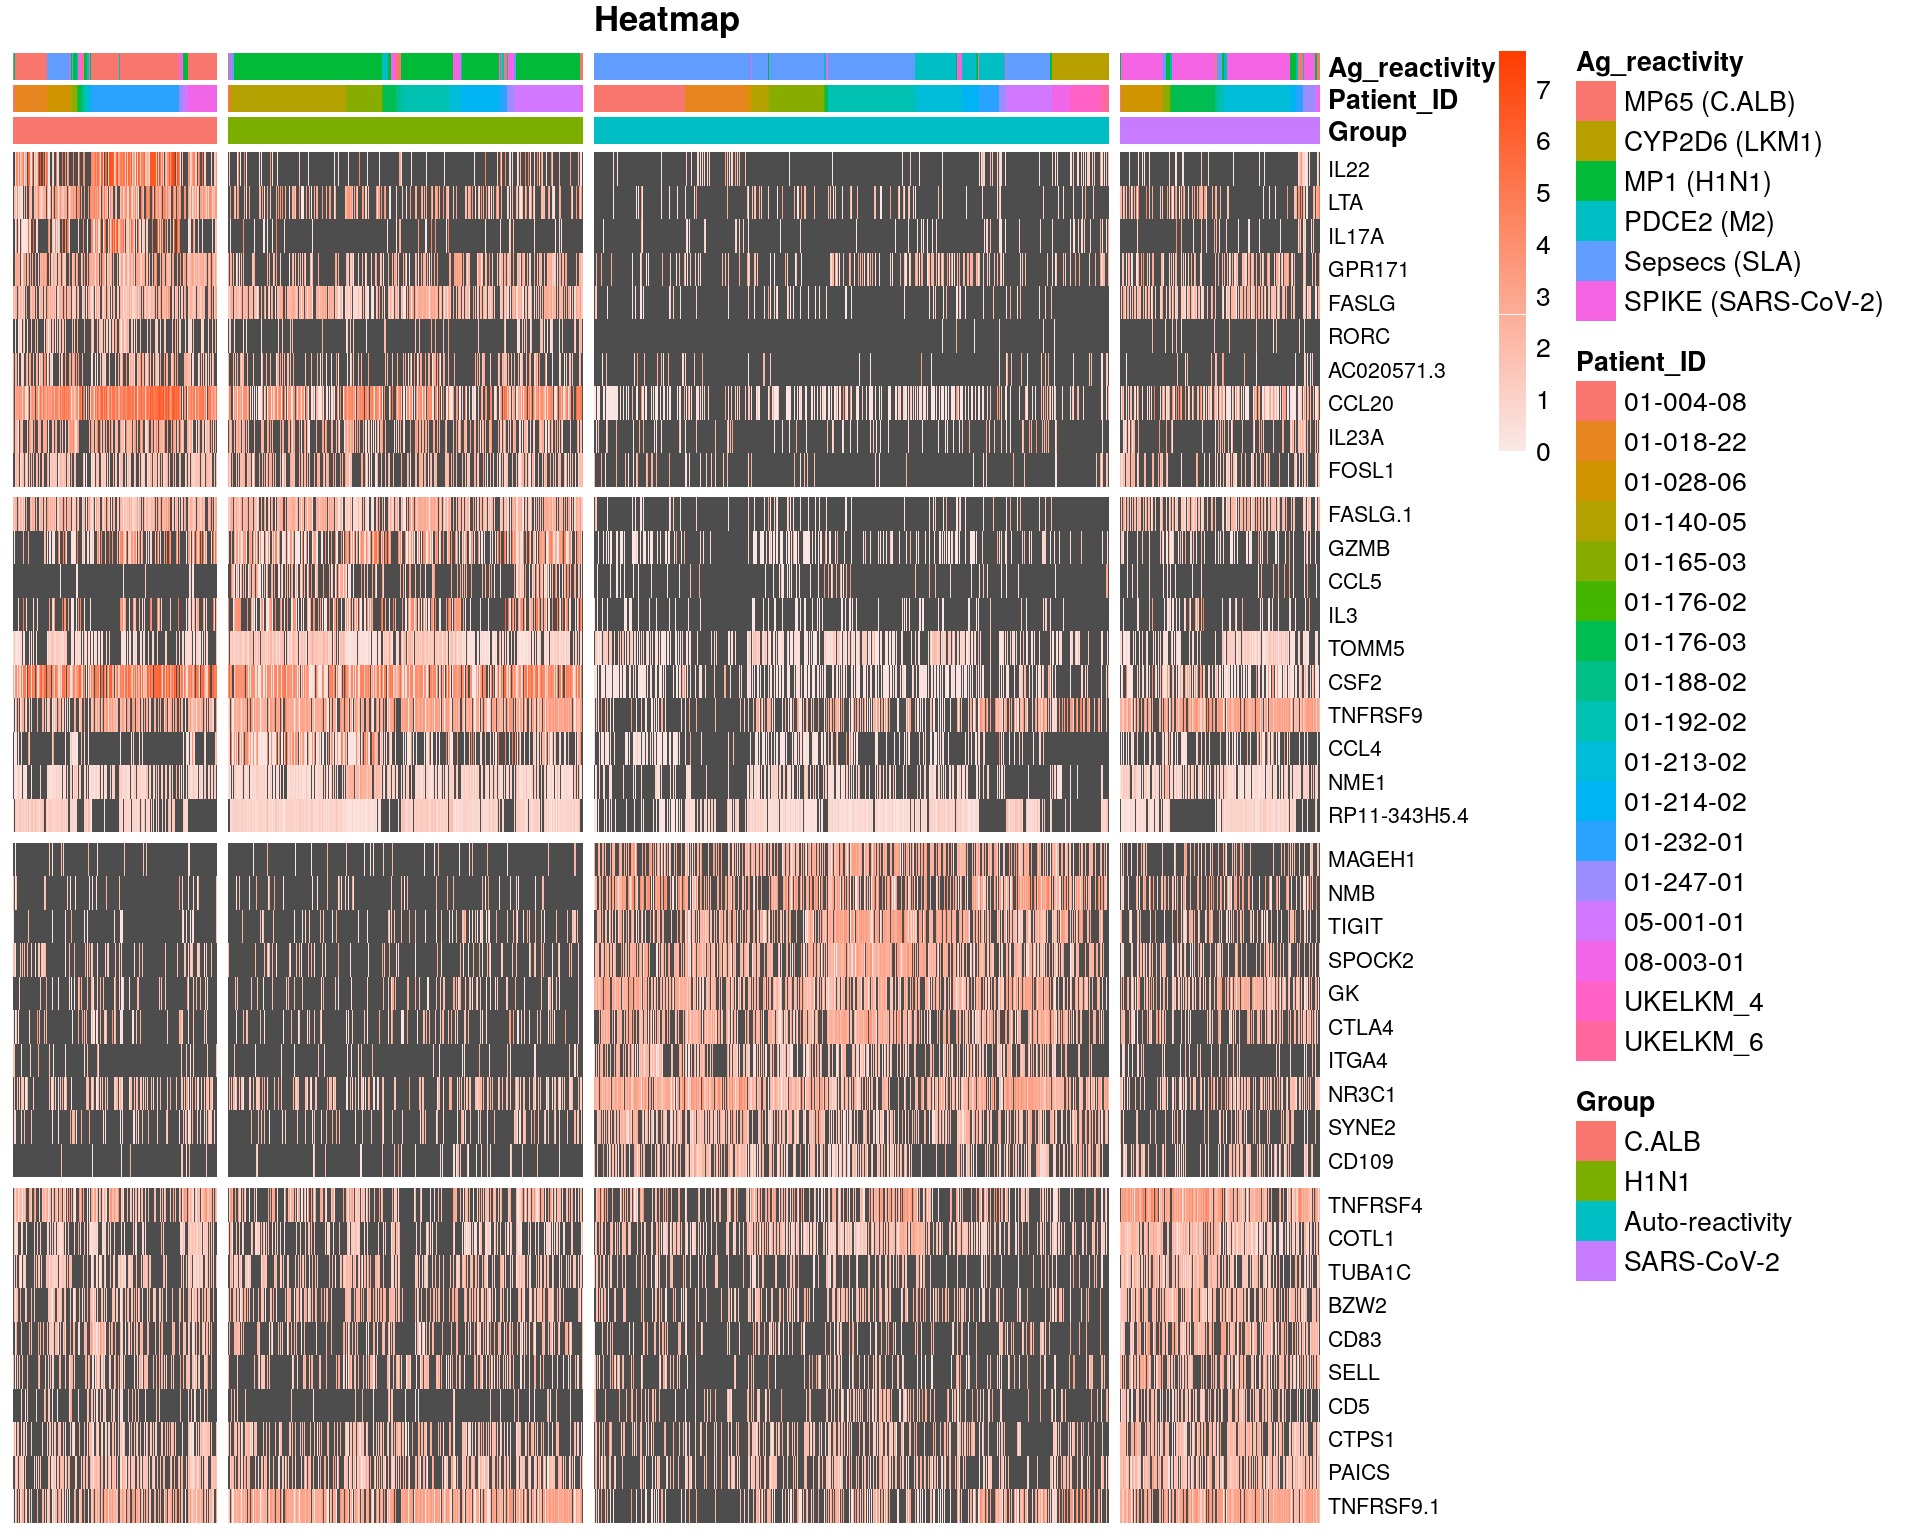 Heatmap
Ag_reactivity
Patient_ID
Group
IL22
LTA
IL17A
GPR171
FASLG
RORC
AC020571.3
CCL20
IL23A
FOSL1
FASLG.1
GZMB
CCL5
IL3
TOMM5
CSF2
TNFRSF9
CCL4
NME1
RP11-343H5.4
MAGEH1
NMB
TIGIT
SPOCK2
GK
CTLA4
ITGA4
NR3C1
SYNE2
CD109
TNFRSF4
COTL1
TUBA1C
BZW2
CD83
SELL
CD5
CTPS1
PAICS
TNFRSF9.1
7
6
5
4
3
2
1
0
Ag_reactivity
MP65 (C.ALB)
CYP2D6 (LKM1)
MP1 (H1N1)
PDCE2 (M2)
Sepsecs (SLA)
SPIKE (SARS-CoV-2)
Patient_ID
01-004-08
01-018-22
01-028-06
01-140-05
01-165-03
01-176-02
01-176-03
01-188-02
01-192-02
01-213-02
01-214-02
01-232-01
01-247-01
05-001-01
08-003-01
UKELKM_4
UKELKM_6
Group
C.ALB
H1N1
Auto-reactivity
SARS-CoV-2